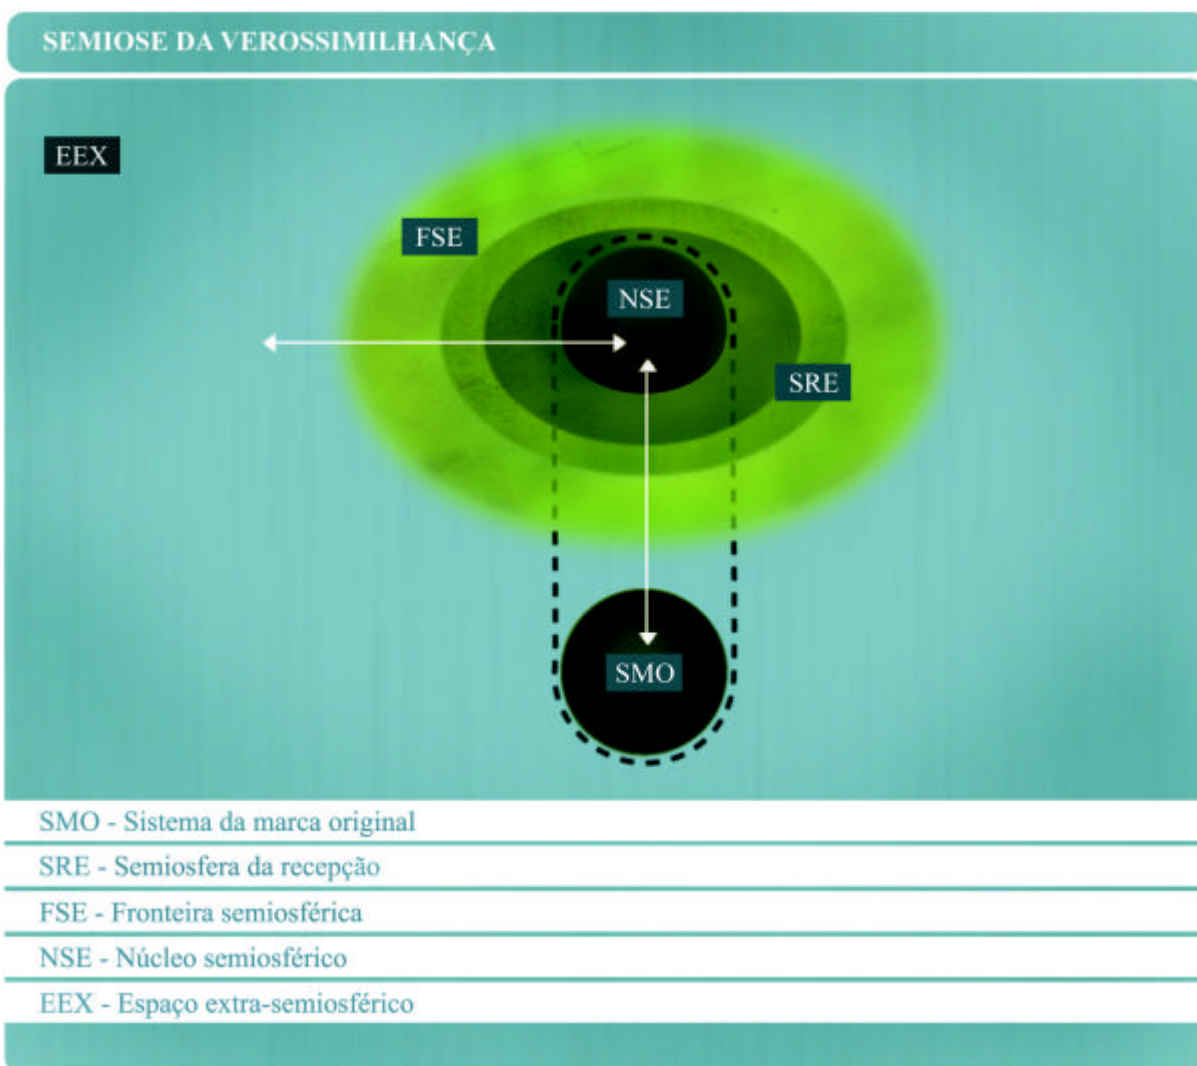 SEMIOSE DA VEROSSIMILHANÇA
EEX
FSE
NSE
SRE
SMO
SMO - Sistema da marca original
SRE - Semiosfera da recepção
FSE - Fronteira semiosférica
NSE - Núcleo semiosférico
EEX - Espaço extra-semiosférico